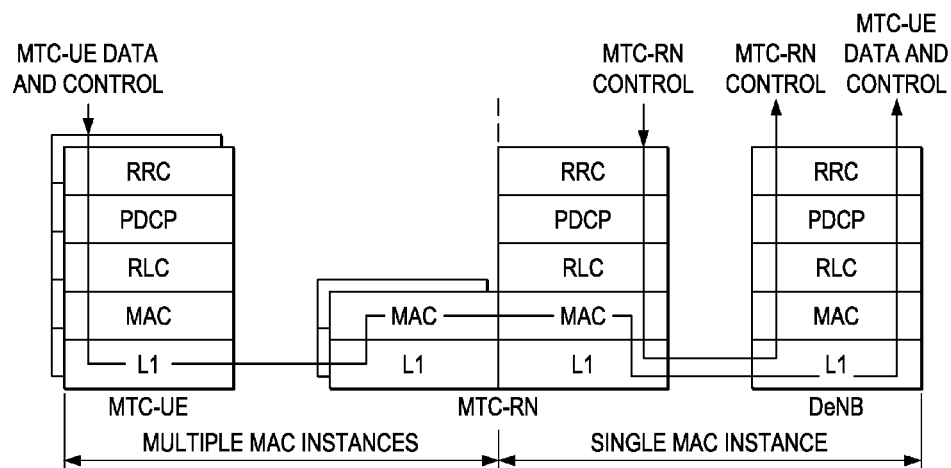 MTC-UE DATA
AND CONTROL
MTC-RN
CONTROL
MTC-RN
CONTROL
MTC-UE
DATA AND
CONTROL
RRC
PDCP
RLC
MAC
L1
MTC-UE
MAC
L1
RRC
PDCP
RLC
MAC
L1
MTC-RN
RRC
PDCP
RLC
MAC
L1
DeNB
MULTIPLE MAC INSTANCES
SINGLE MAC INSTANCE